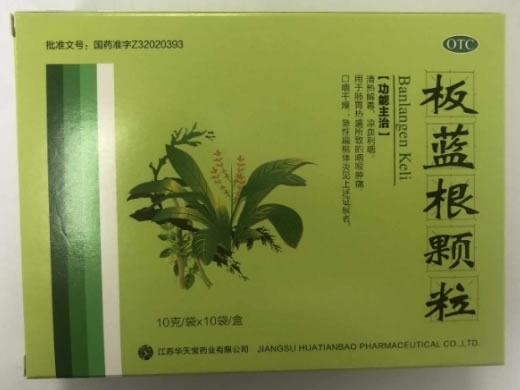 批准文号：国药准字Z32020393
OTC
板蓝根颗粒
Banlangen Keli
【功能主治】
清热解毒，凉血利咽。
用于肺胃热盛所致的咽喉肿痛、
口咽干燥；急性扁桃体炎见上述证候者。
10克/袋x10袋/盒
江苏华天宝药业有限公司 JIANGSU HUATIANBAO PHARMACEUTICAL CO.,LTD.